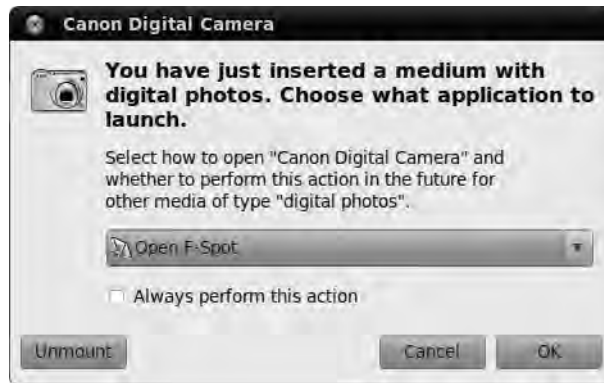 Canon Digital Camera
You have just inserted a medium with
digital photos. Choose what application to
launch.
Select how to open "Canon Digital Camera" and
whether to perform this action in the future for
other media of type "digital photos".
Open F-Spot
Always perform this action
Unmount Cancel OK